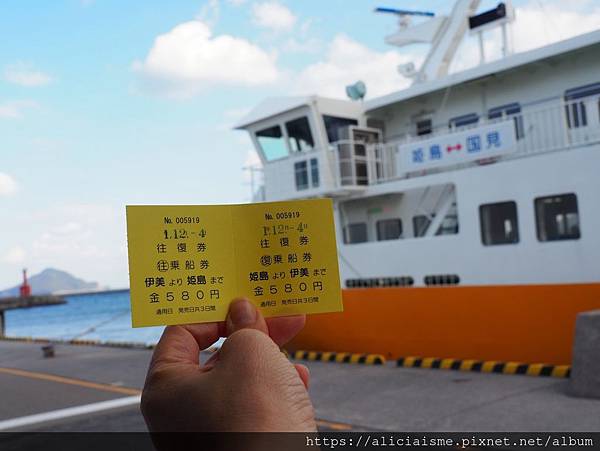 姫島 ↔ 国見
No. 005919
1.12.-4
往復券
㊟乗船券
伊美より姫島まで
金580円
通用日 発売日共3日間
No. 005919
1.12.-4
往復券
復乗船券
姫島より伊美まで
金580円
通用日 発売日共3日間
https://aliciaisme.pixnet.net/album